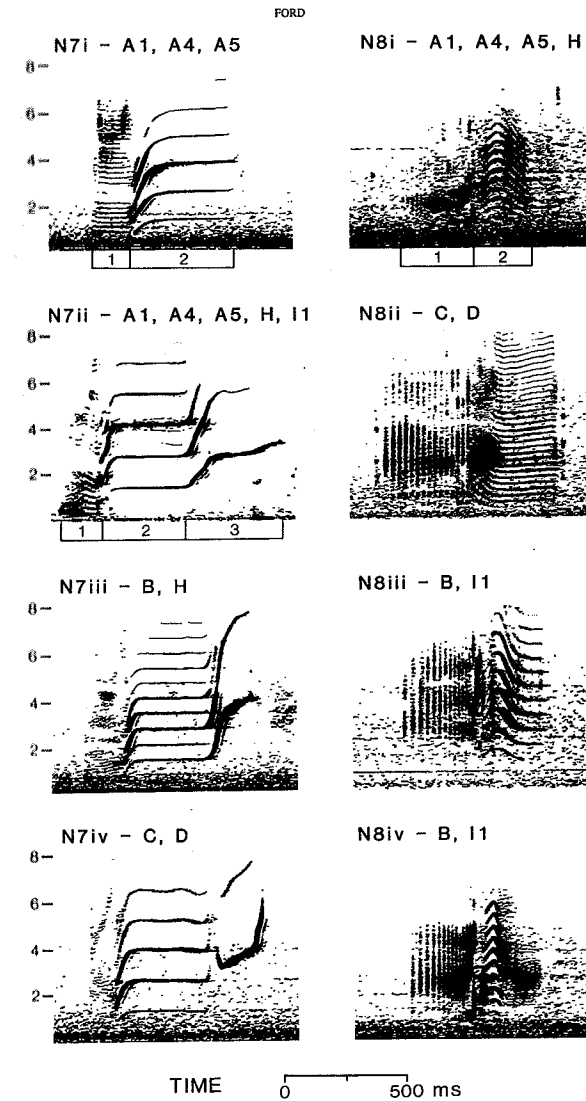 FORD
N7i - A1, A4, A5
N8i - A1, A4, A5, H
8
6
4
2
1 2
1 2
N7ii - A1, A4, A5, H, I1
N8ii - C, D
8
6
4
2
1 2 3
N7iii - B, H
N8iii - B, I1
8
6
4
2
N7iv - C, D
N8iv - B, I1
8
6
4
2
TIME 0 500 ms